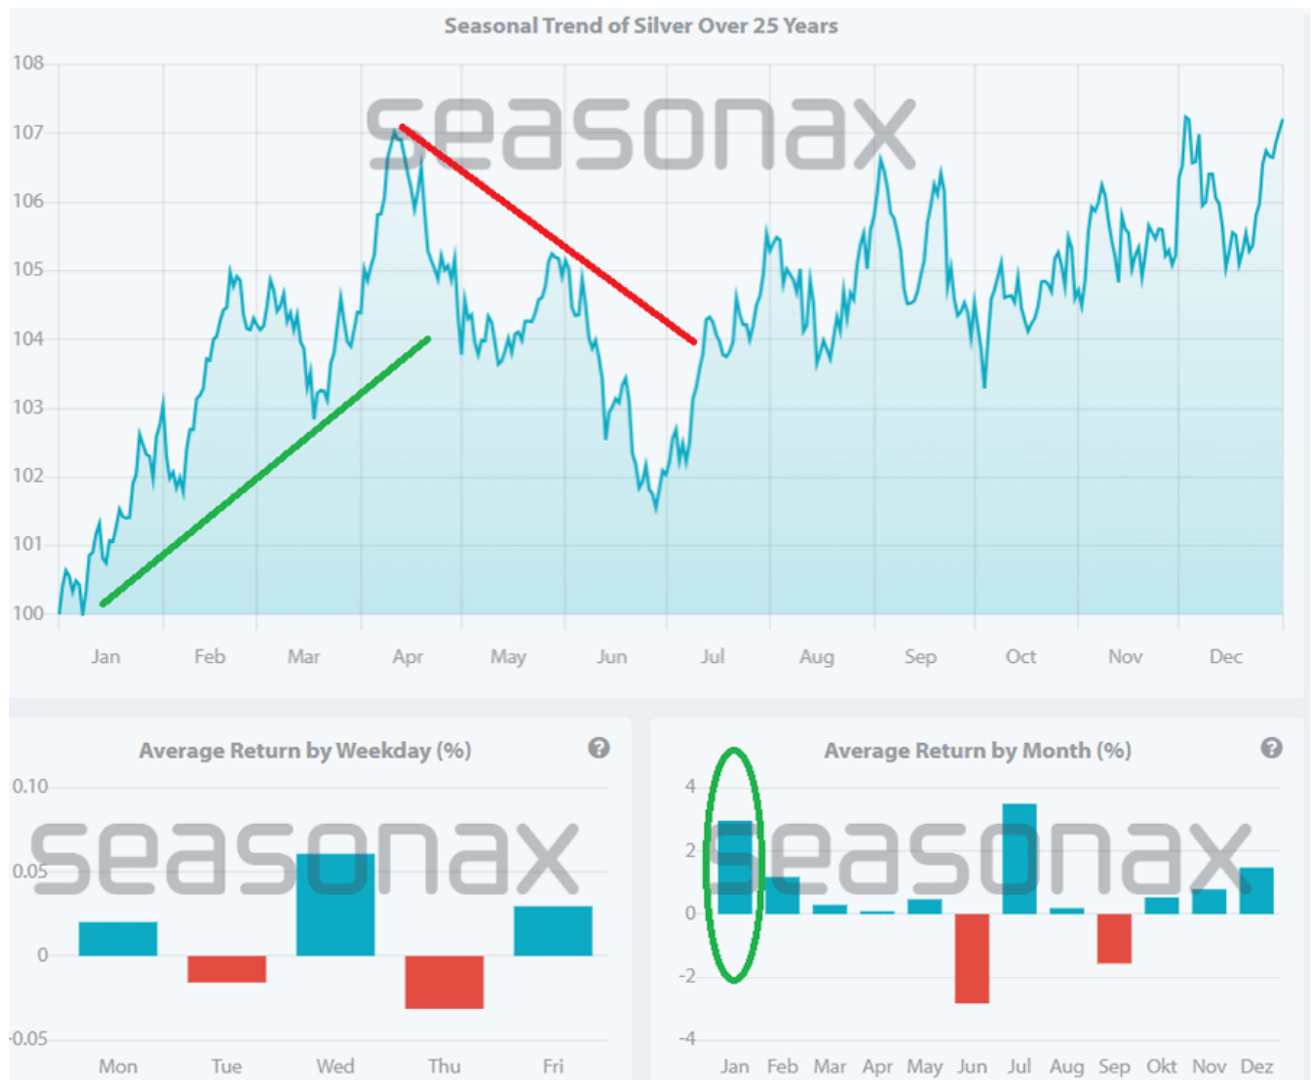 Seasonal Trend of Silver Over 25 Years
seasonax
108
107
106
105
104
103
102
101
100
Jan Feb Mar Apr May Jun Jul Aug Sep Oct Nov Dec
Average Return by Weekday (%) ?
seasonax
0.10
0.05
0
-0.05
Mon Tue Wed Thu Fri
Average Return by Month (%) ?
seasonax
4
2
0
-2
-4
Jan Feb Mar Apr May Jun Jul Aug Sep Okt Nov Dez